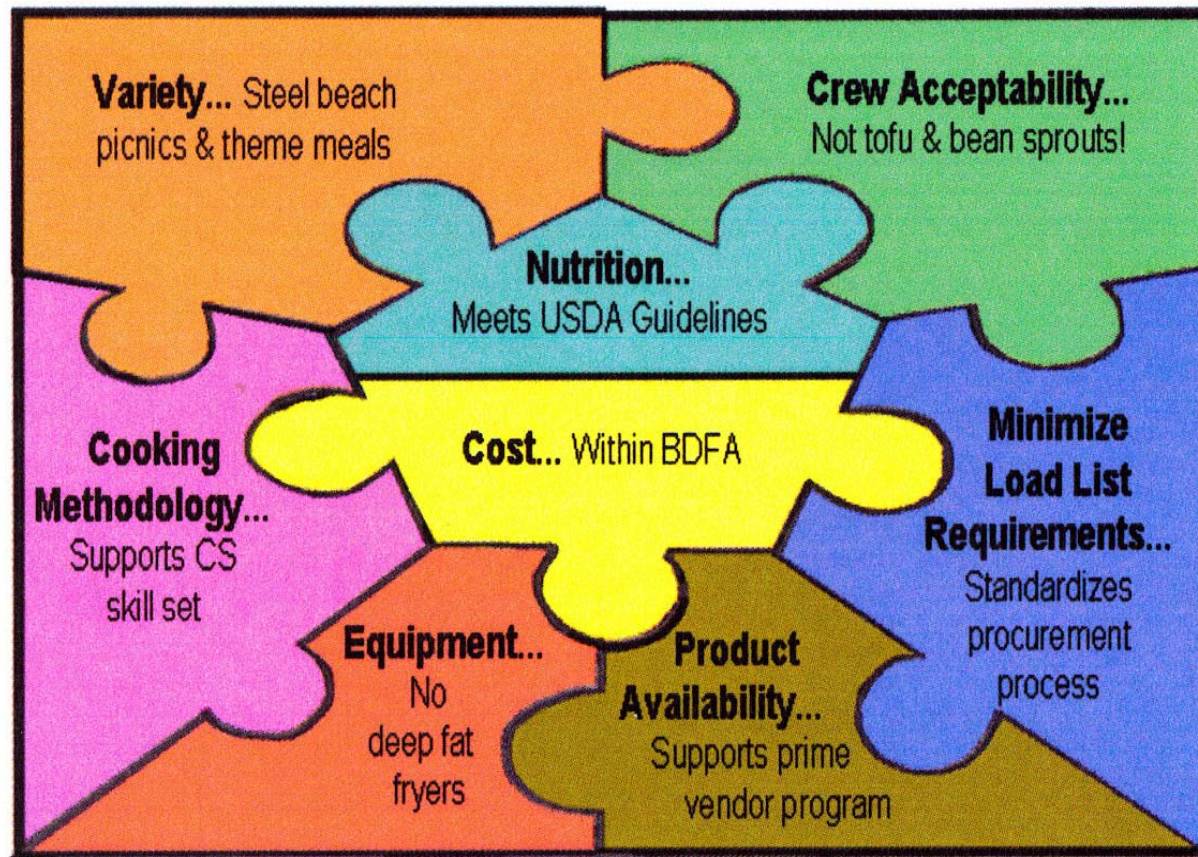 Variety... Steel beach
picnics & theme meals
Crew Acceptability...
Not tofu & bean sprouts!
Nutrition...
Meets USDA Guidelines
Cost... Within BDFA
Cooking
Methodology...
Supports CS
skill set
Minimize
Load List
Requirements...
Standardizes
procurement
process
Equipment...
No
deep fat
fryers
Product
Availability...
Supports prime
vendor program